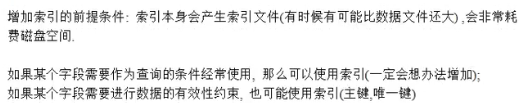 增加索引的前提条件: 索引本身会产生索引文件(有时候有可能比数据文件还大) ,会非常耗
费磁盘空间.
如果某个字段需要作为查询的条件经常使用, 那么可以使用索引(一定会想办法增加);
如果某个字段需要进行数据的有效性约束, 也可能使用索引(主键,唯一键)